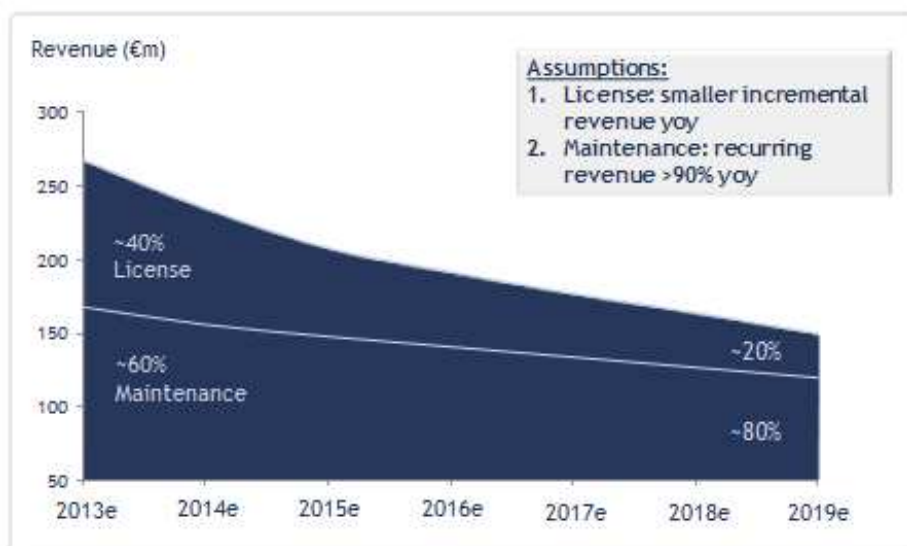 Revenue (€m)
Assumptions:
1. License: smaller incremental
revenue yoy
2. Maintenance: recurring
revenue >90% yoy
300
250
200
150
100
50
~40%
License
~60%
Maintenance
~20%
~80%
2013e 2014e 2015e 2016e 2017e 2018e 2019e